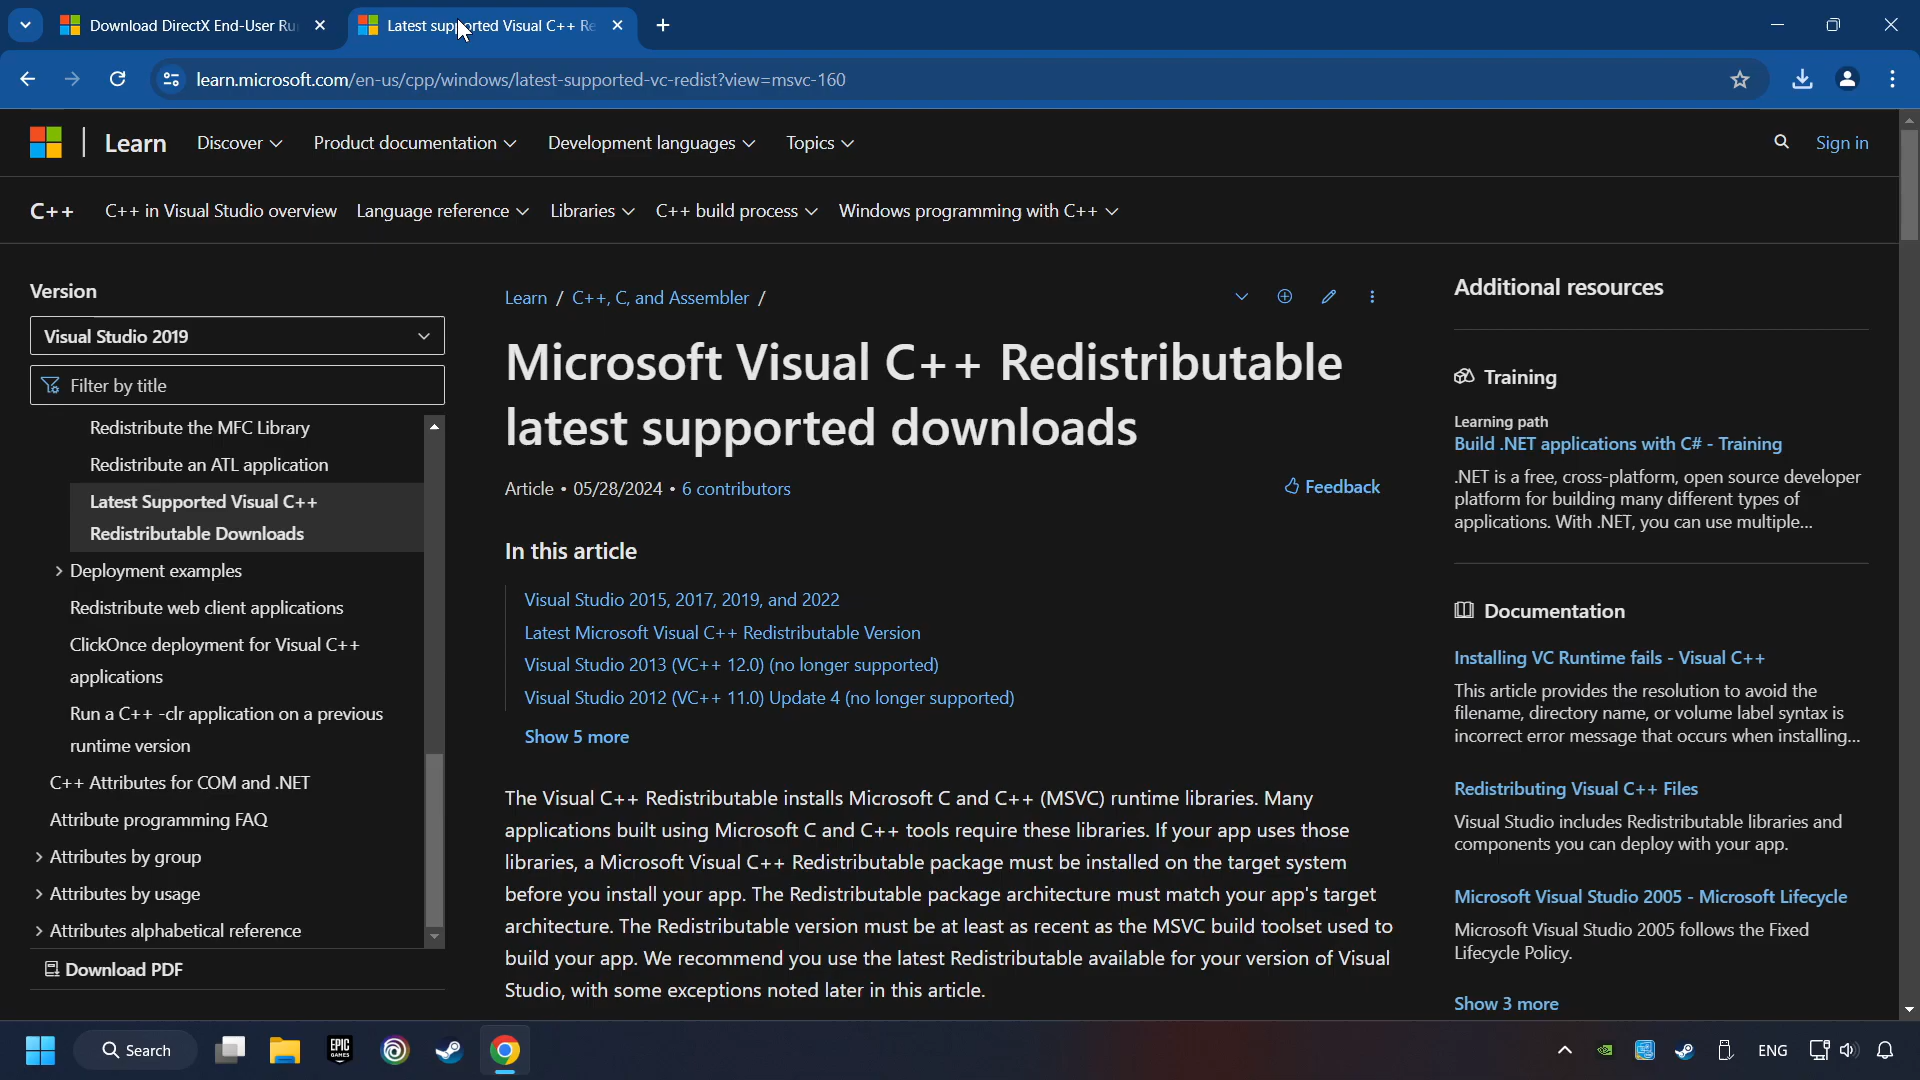 Download DirectX End-User Ru
Latest supported Visual C++ Re
learn.microsoft.com/en-us/cpp/windows/latest-supported-vc-redist?view=msvc-160
Learn
Discover
Product documentation
Development languages
Topics
Sign in
C++
C++ in Visual Studio overview
Language reference
Libraries
C++ build process
Windows programming with C++
Version
Visual Studio 2019
Filter by title
Redistribute the MFC Library
Redistribute an ATL application
Latest Supported Visual C++
Redistributable Downloads
Deployment examples
Redistribute web client applications
ClickOnce deployment for Visual C++
applications
Run a C++ -clr application on a previous
runtime version
C++ Attributes for COM and .NET
Attribute programming FAQ
Attributes by group
Attributes by usage
Attributes alphabetical reference
Download PDF
Learn / C++, C, and Assembler /
Microsoft Visual C++ Redistributable
latest supported downloads
Article • 05/28/2024 • 6 contributors
Feedback
In this article
Visual Studio 2015, 2017, 2019, and 2022
Latest Microsoft Visual C++ Redistributable Version
Visual Studio 2013 (VC++ 12.0) (no longer supported)
Visual Studio 2012 (VC++ 11.0) Update 4 (no longer supported)
Show 5 more
The Visual C++ Redistributable installs Microsoft C and C++ (MSVC) runtime libraries. Many
applications built using Microsoft C and C++ tools require these libraries. If your app uses those
libraries, a Microsoft Visual C++ Redistributable package must be installed on the target system
before you install your app. The Redistributable package architecture must match your app's target
architecture. The Redistributable version must be at least as recent as the MSVC build toolset used to
build your app. We recommend you use the latest Redistributable available for your version of Visual
Studio, with some exceptions noted later in this article.
Additional resources
Training
Learning path
Build .NET applications with C# - Training
.NET is a free, cross-platform, open source developer
platform for building many different types of
applications. With .NET, you can use multiple...
Documentation
Installing VC Runtime fails - Visual C++
This article provides the resolution to avoid the
filename, directory name, or volume label syntax is
incorrect error message that occurs when installing...
Redistributing Visual C++ Files
Visual Studio includes Redistributable libraries and
components you can deploy with your app.
Microsoft Visual Studio 2005 - Microsoft Lifecycle
Microsoft Visual Studio 2005 follows the Fixed
Lifecycle Policy.
Show 3 more
Search
EPIC
GAMES
ENG